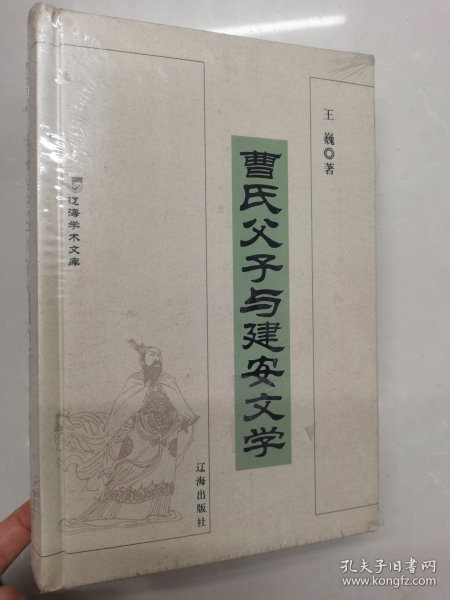 王巍◎著
曹氏父子与建安文学
辽海学术文库
辽海出版社
孔夫子旧书网
www.kongfz.com